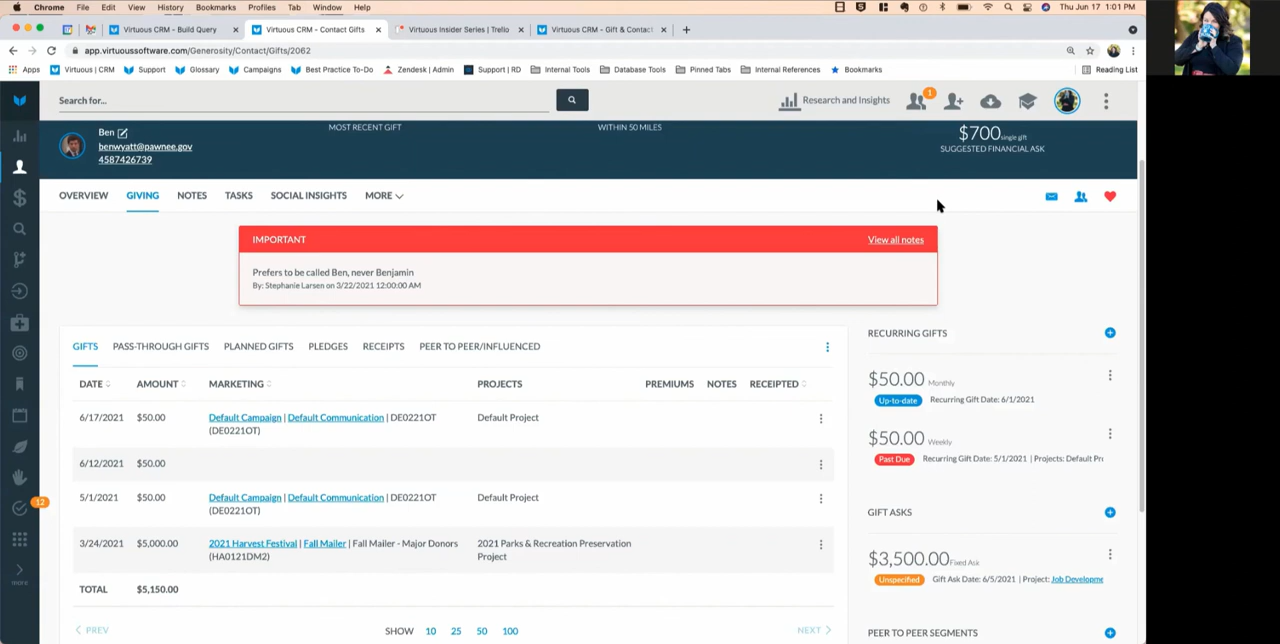 Chrome File Edit View History Bookmarks Profiles Tab Window Help Thu Jun 17 1:01 PM
Virtuous CRM - Build Query Virtuous CRM - Contact Gifts Virtuous Insider Series | Trello Virtuous CRM - Gift & Contact
app.virtuoussoftware.com/Generosity/Contact/Gifts/2062
Apps Virtuous | CRM Support Glossary Campaigns Best Practice To-Do Zendesk | Admin Support | RD Internal Tools Database Tools Pinned Tabs Internal References Bookmarks Reading List
Search for... Research and Insights 1
Ben MOST RECENT GIFT WITHIN 50 MILES $700 single gift
benwyatt@pawnee.gov SUGGESTED FINANCIAL ASK
4587426739
OVERVIEW GIVING NOTES TASKS SOCIAL INSIGHTS MORE
IMPORTANT View all notes
Prefers to be called Ben, never Benjamin
By: Stephanie Larsen on 3/22/2021 12:00:00 AM
GIFTS PASS-THROUGH GIFTS PLANNED GIFTS PLEDGES RECEIPTS PEER TO PEER/INFLUENCED
DATE AMOUNT MARKETING PROJECTS PREMIUMS NOTES RECEIPTED
6/17/2021 $50.00 Default Campaign | Default Communication | DE0221OT Default Project
(DE0221OT)
6/12/2021 $50.00
5/1/2021 $50.00 Default Campaign | Default Communication | DE0221OT Default Project
(DE0221OT)
3/24/2021 $5,000.00 2021 Harvest Festival | Fall Mailer | Fall Mailer - Major Donors 2021 Parks & Recreation Preservation
(HA0121DM2) Project
TOTAL $5,150.00
PREV SHOW 10 25 50 100 NEXT
RECURRING GIFTS
$50.00 Monthly
Up-to-date Recurring Gift Date: 6/1/2021
$50.00 Weekly
Past Due Recurring Gift Date: 5/1/2021 | Projects: Default Pr
GIFT ASKS
$3,500.00 Fixed Ask
Unspecified Gift Ask Date: 6/5/2021 | Project: Job Developme
PEER TO PEER SEGMENTS
12
more